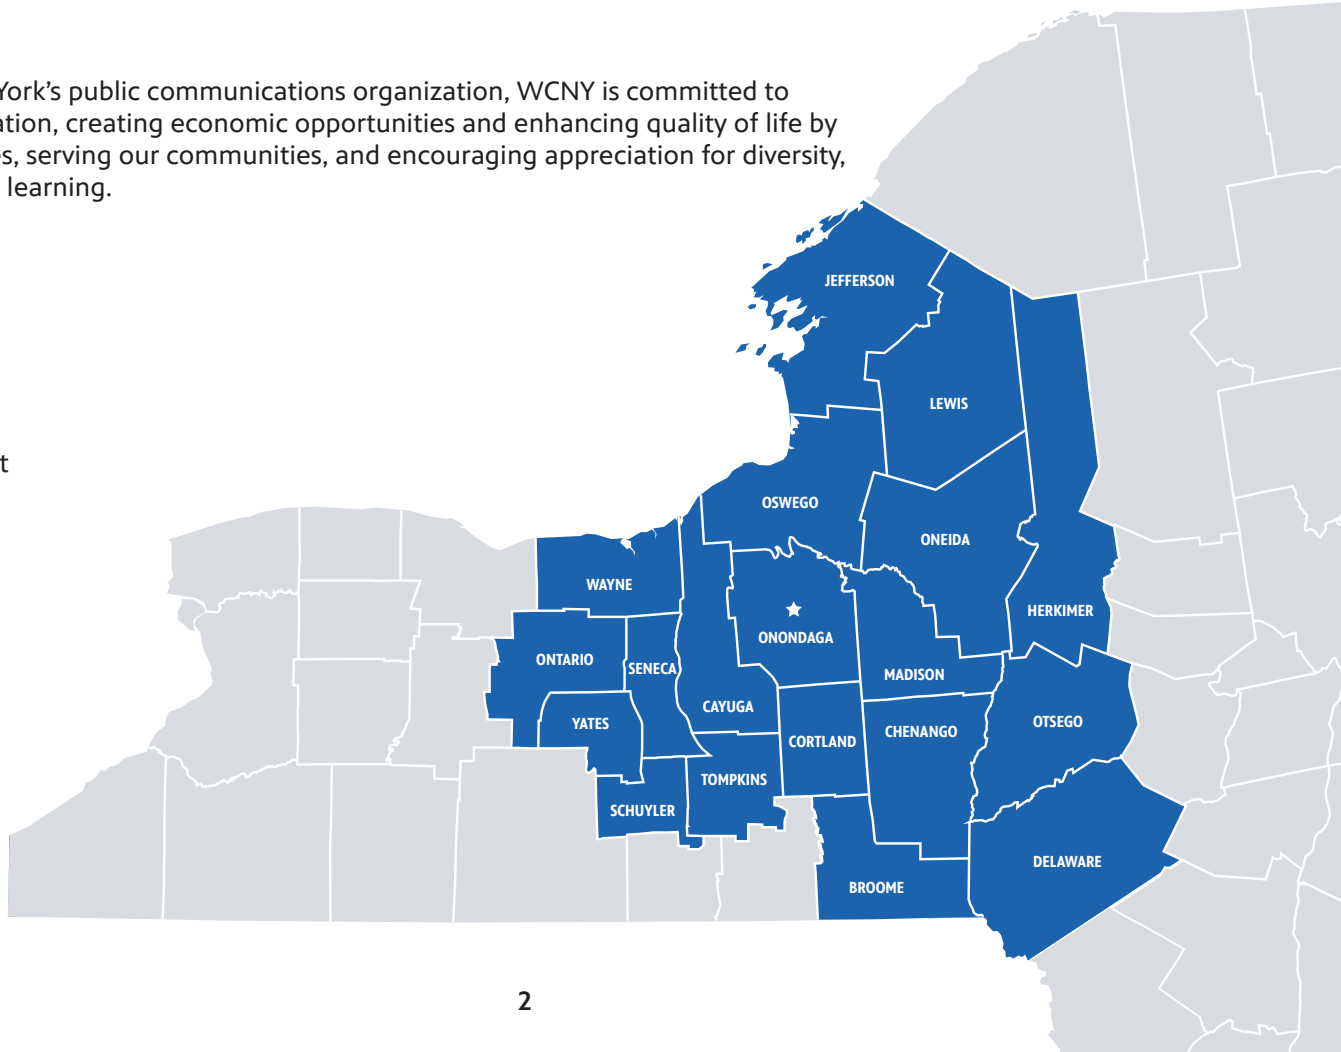 York's public communications organization, WCNY is committed to
ation, creating economic opportunities and enhancing quality of life by
es, serving our communities, and encouraging appreciation for diversity,
learning.
JEFFERSON
LEWIS
t
OSWEGO
ONEIDA
WAYNE
HERKIMER
ONONDAGA
ONTARIO
SENECA
MADISON
CAYUGA
YATES
OTSEGO
CHENANGO
CORTLAND
TOMPKINS
SCHUYLER
DELAWARE
BROOME
2